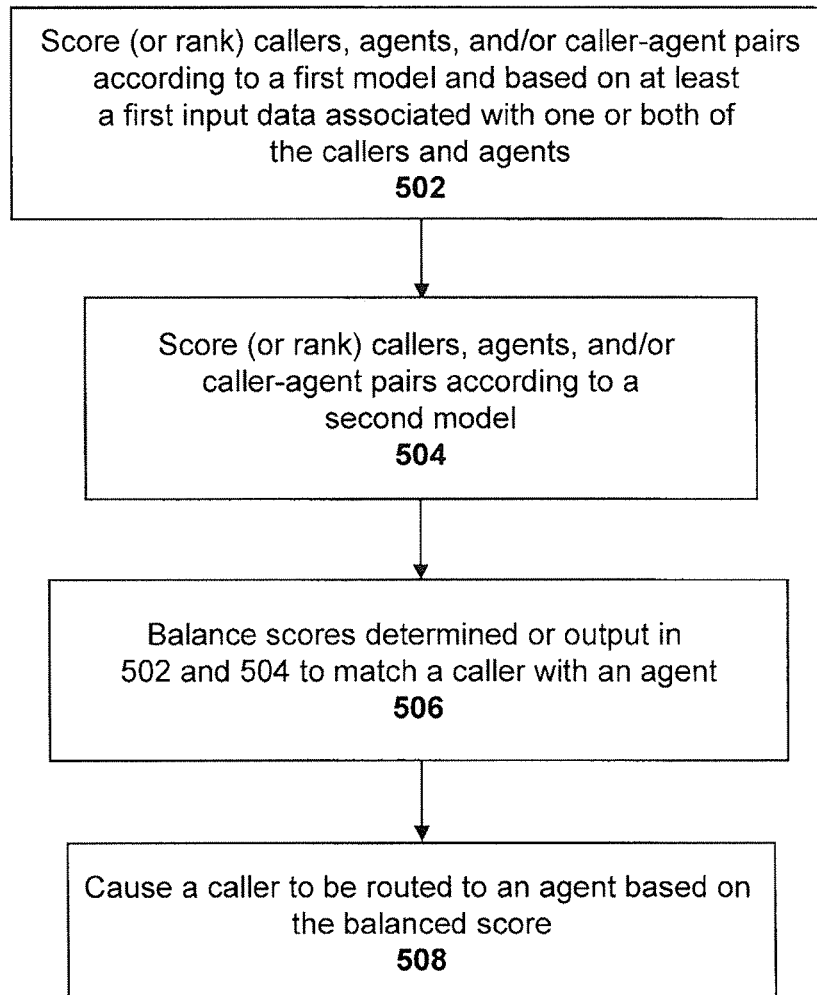 Score (or rank) callers, agents, and/or caller-agent pairs
according to a first model and based on at least
a first input data associated with one or both of
the callers and agents
502
Score (or rank) callers, agents, and/or
caller-agent pairs according to a
second model
504
Balance scores determined or output in
502 and 504 to match a caller with an agent
506
Cause a caller to be routed to an agent based on
the balanced score
508